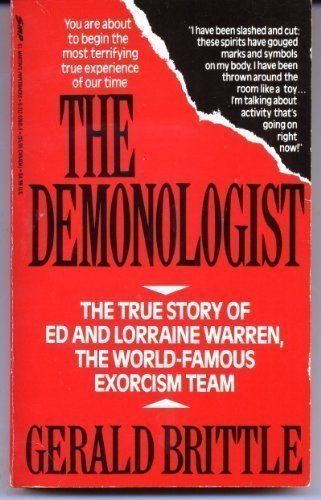 SMP
You are about
to begin the
most terrifying
true experience
of our time
"I have been slashed and cut;
these spirits have gouged
marks and symbols
on my body. I have been
thrown around the
room like a toy...
I'm talking about
activity that's
going on
right now!"
THE
DEMONOLOGIST
THE TRUE STORY OF
ED AND LORRAINE WARREN,
THE WORLD-FAMOUS
EXORCISM TEAM
GERALD BRITTLE